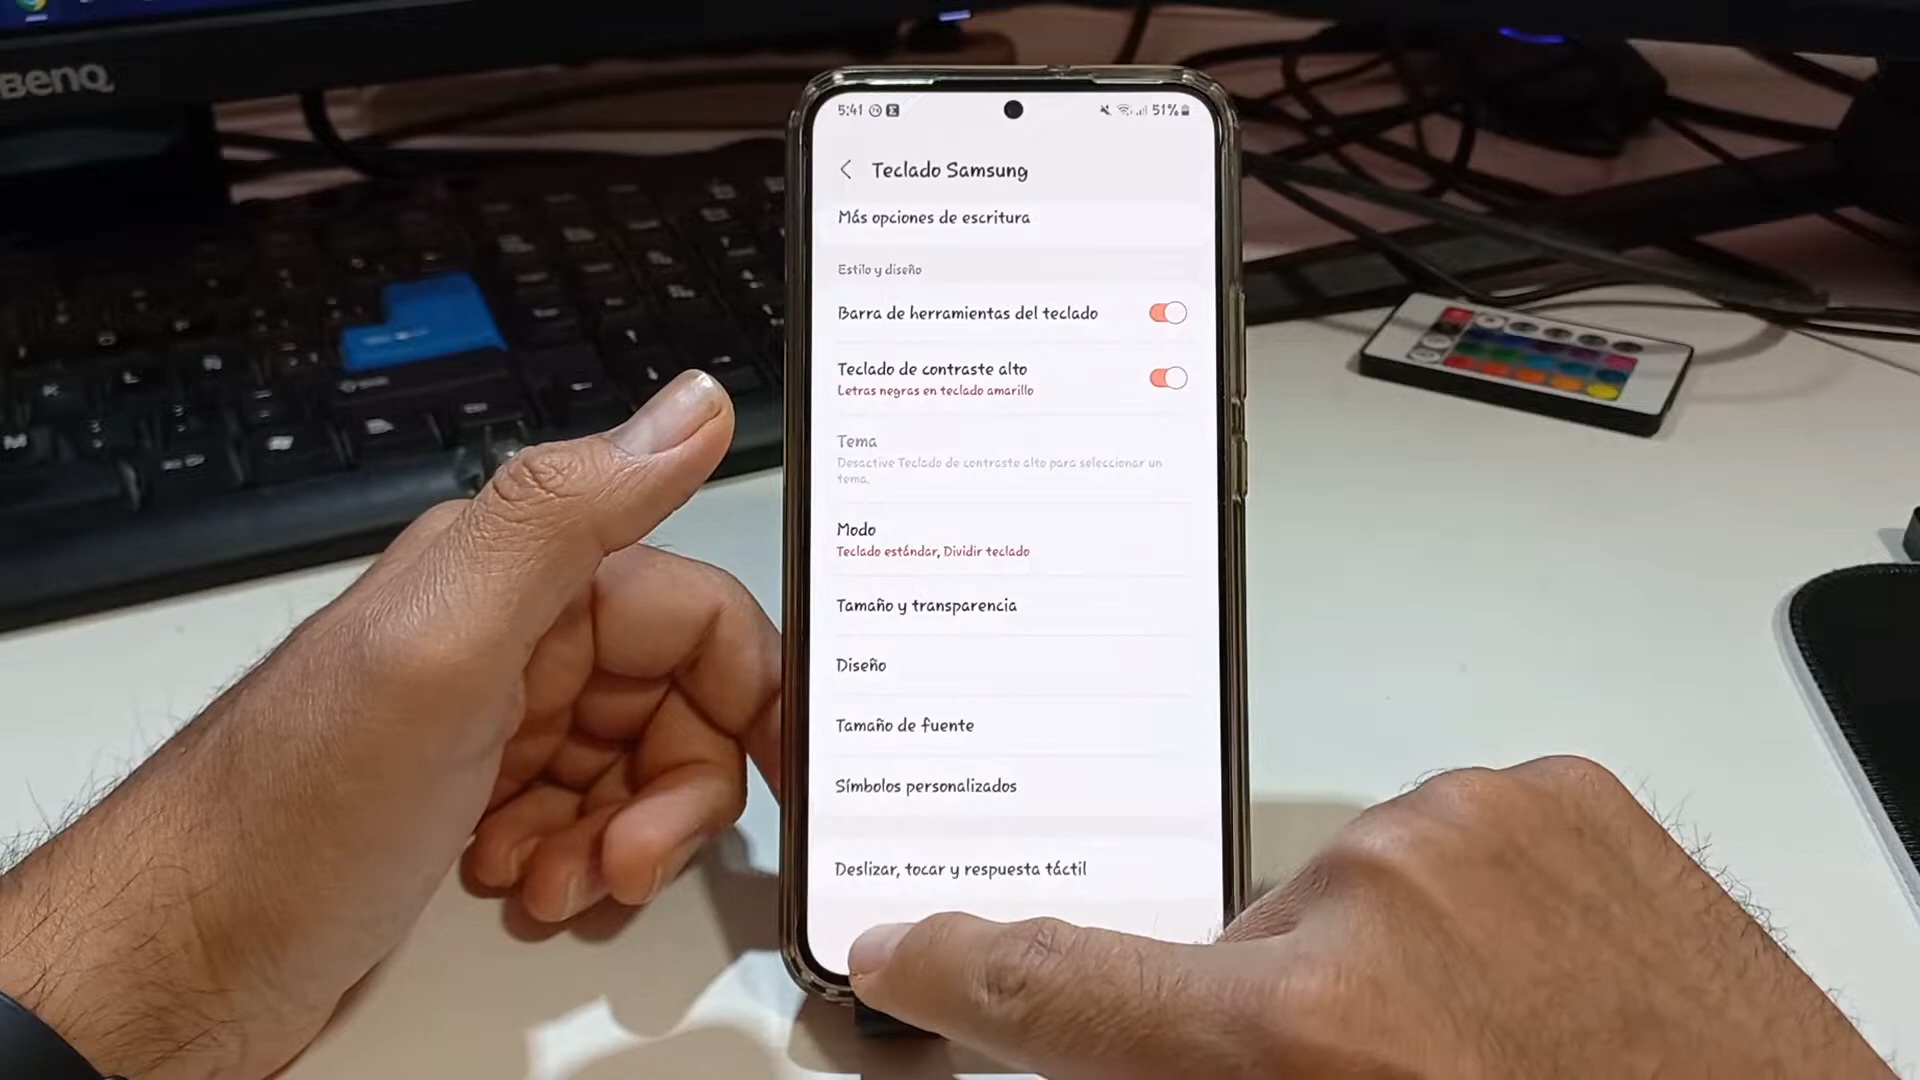 BenQ
5:41
51%
Teclado Samsung
Más opciones de escritura
Estilo y diseño
Barra de herramientas del teclado
Teclado de contraste alto
Letras negras en teclado amarillo
Tema
Desactive Teclado de contraste alto para seleccionar un
tema.
Modo
Teclado estándar, Dividir teclado
Tamaño y transparencia
Diseño
Tamaño de fuente
Símbolos personalizados
Deslizar, tocar y respuesta táctil
K
L
M